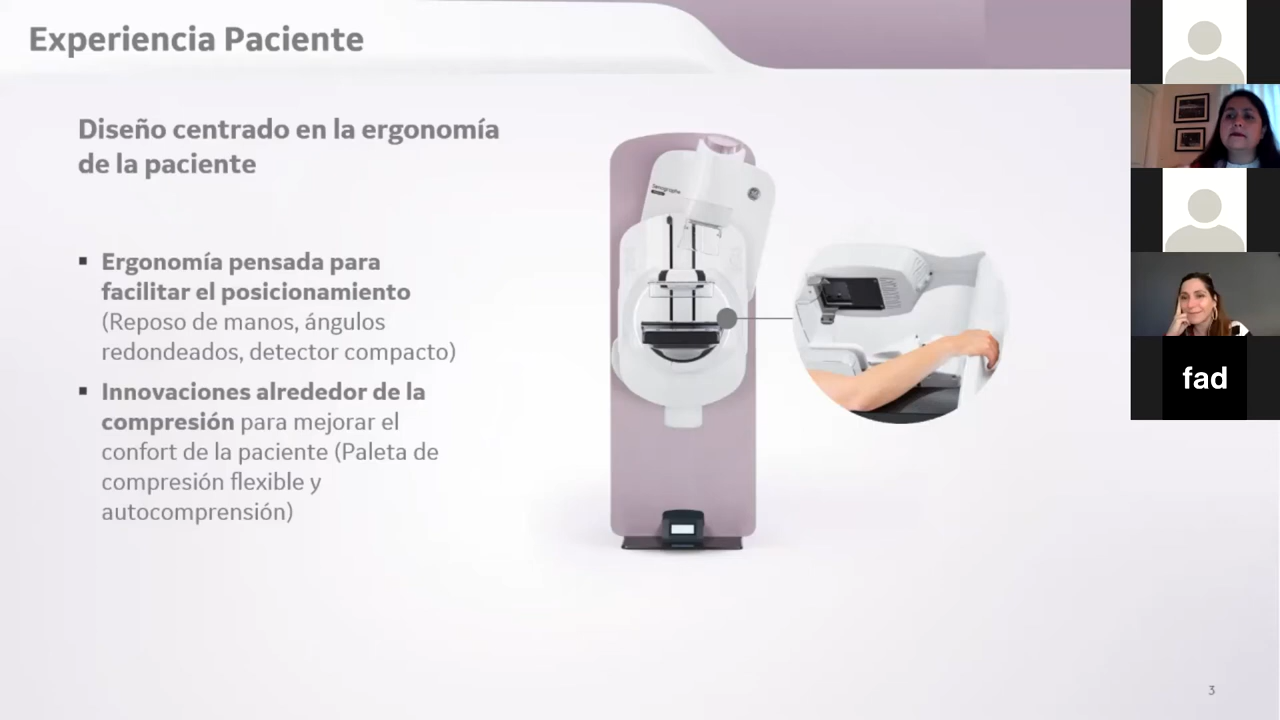 Experiencia Paciente
Diseño centrado en la ergonomía
de la paciente
▪ Ergonomía pensada para
facilitar el posicionamiento
(Reposo de manos, ángulos
redondeados, detector compacto)
▪ Innovaciones alrededor de la
compresión para mejorar el
confort de la paciente (Paleta de
compresión flexible y
autocomprensión)
fad
3